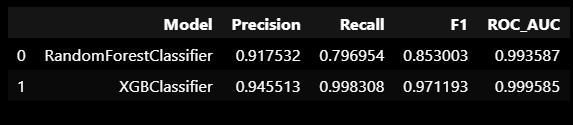 Model Precision Recall F1 ROC_AUC
0 RandomForestClassifier 0.917532 0.796954 0.853003 0.993587
1 XGBClassifier 0.945513 0.998308 0.971193 0.999585